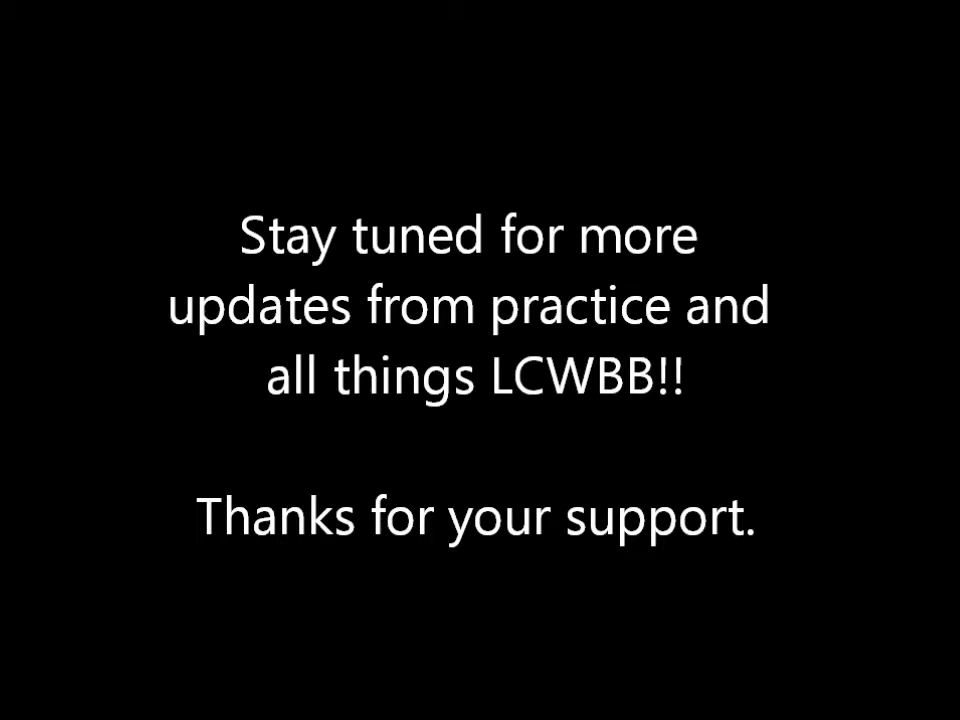 Stay tuned for more
updates from practice and
all things LCWBB!!
Thanks for your support.